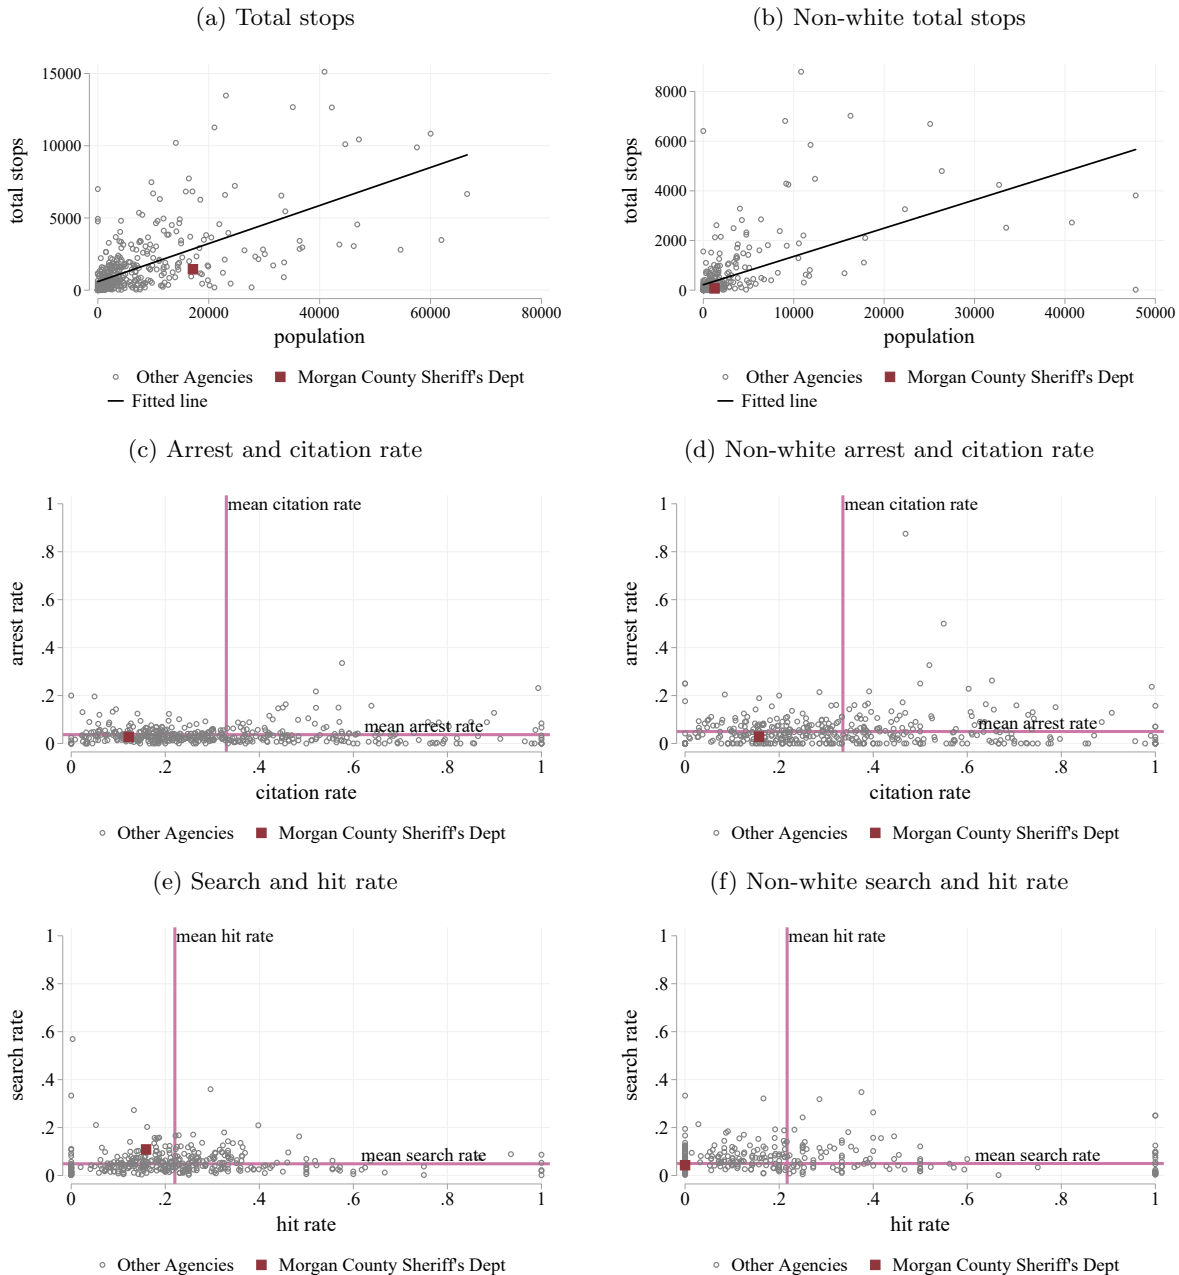 (a) Total stops
(b) Non-white total stops
total stops
15000
10000
5000
0
0
20000
40000
60000
80000
population
Other Agencies
Morgan County Sheriff's Dept
Fitted line
total stops
8000
6000
4000
2000
0
0
10000
20000
30000
40000
50000
population
Other Agencies
Morgan County Sheriff's Dept
Fitted line
(c) Arrest and citation rate
(d) Non-white arrest and citation rate
arrest rate
1
.8
.6
.4
.2
0
mean citation rate
mean arrest rate
0
.2
.4
.6
.8
1
citation rate
Other Agencies
Morgan County Sheriff's Dept
arrest rate
1
.8
.6
.4
.2
0
mean citation rate
mean arrest rate
0
.2
.4
.6
.8
1
citation rate
Other Agencies
Morgan County Sheriff's Dept
(e) Search and hit rate
(f) Non-white search and hit rate
search rate
1
.8
.6
.4
.2
0
mean hit rate
mean search rate
0
.2
.4
.6
.8
1
hit rate
Other Agencies
Morgan County Sheriff's Dept
search rate
1
.8
.6
.4
.2
0
mean hit rate
mean search rate
0
.2
.4
.6
.8
1
hit rate
Other Agencies
Morgan County Sheriff's Dept